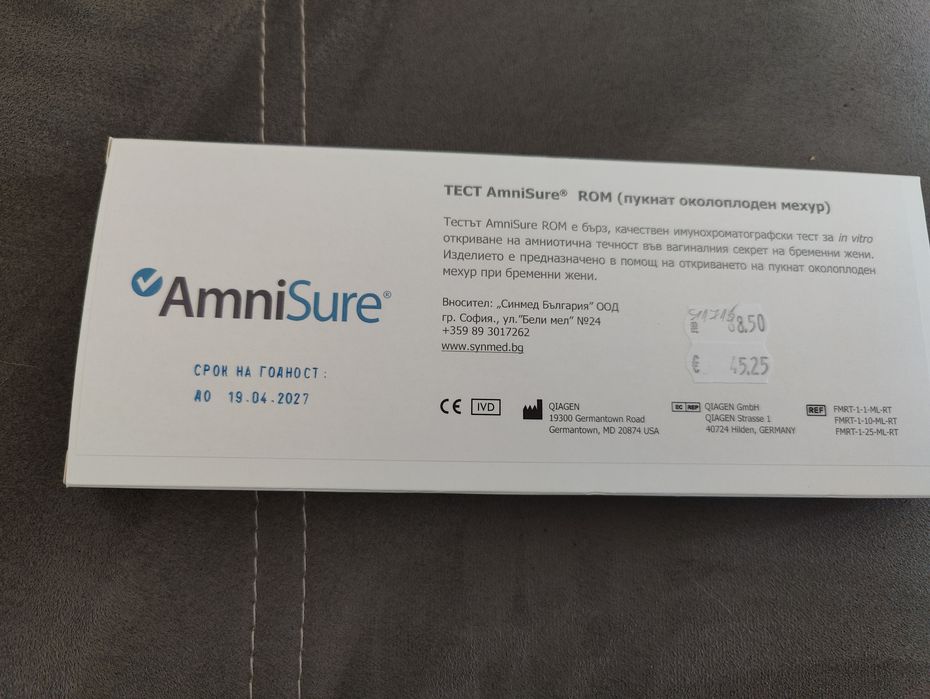 AmniSure®
СРОК НА ГОДНОСТ:
ДО 19.04.2027
ТЕСТ AmniSure® ROM (пукнат околоплоден мехур)
Тестът AmniSure ROM е бърз, качествен имунохроматографски тест за in vitro
откриване на амниотична течност във вагиналния секрет на бременни жени.
Изделието е предназначено в помощ на откриването на пукнат околоплоден
мехур при бременни жени.
Вносител: „Синмед България” ООД
гр. София., ул.”Бели мел” №24
+359 89 3017262
www.synmed.bg
ЛВ 8.50
€ 45.25
CE IVD
QIAGEN
19300 Germantown Road
Germantown, MD 20874 USA
EC REP QIAGEN GmbH
QIAGEN Strasse 1
40724 Hilden, GERMANY
REF FMRT-1-1-ML-RT
FMRT-1-10-ML-RT
FMRT-1-25-ML-RT